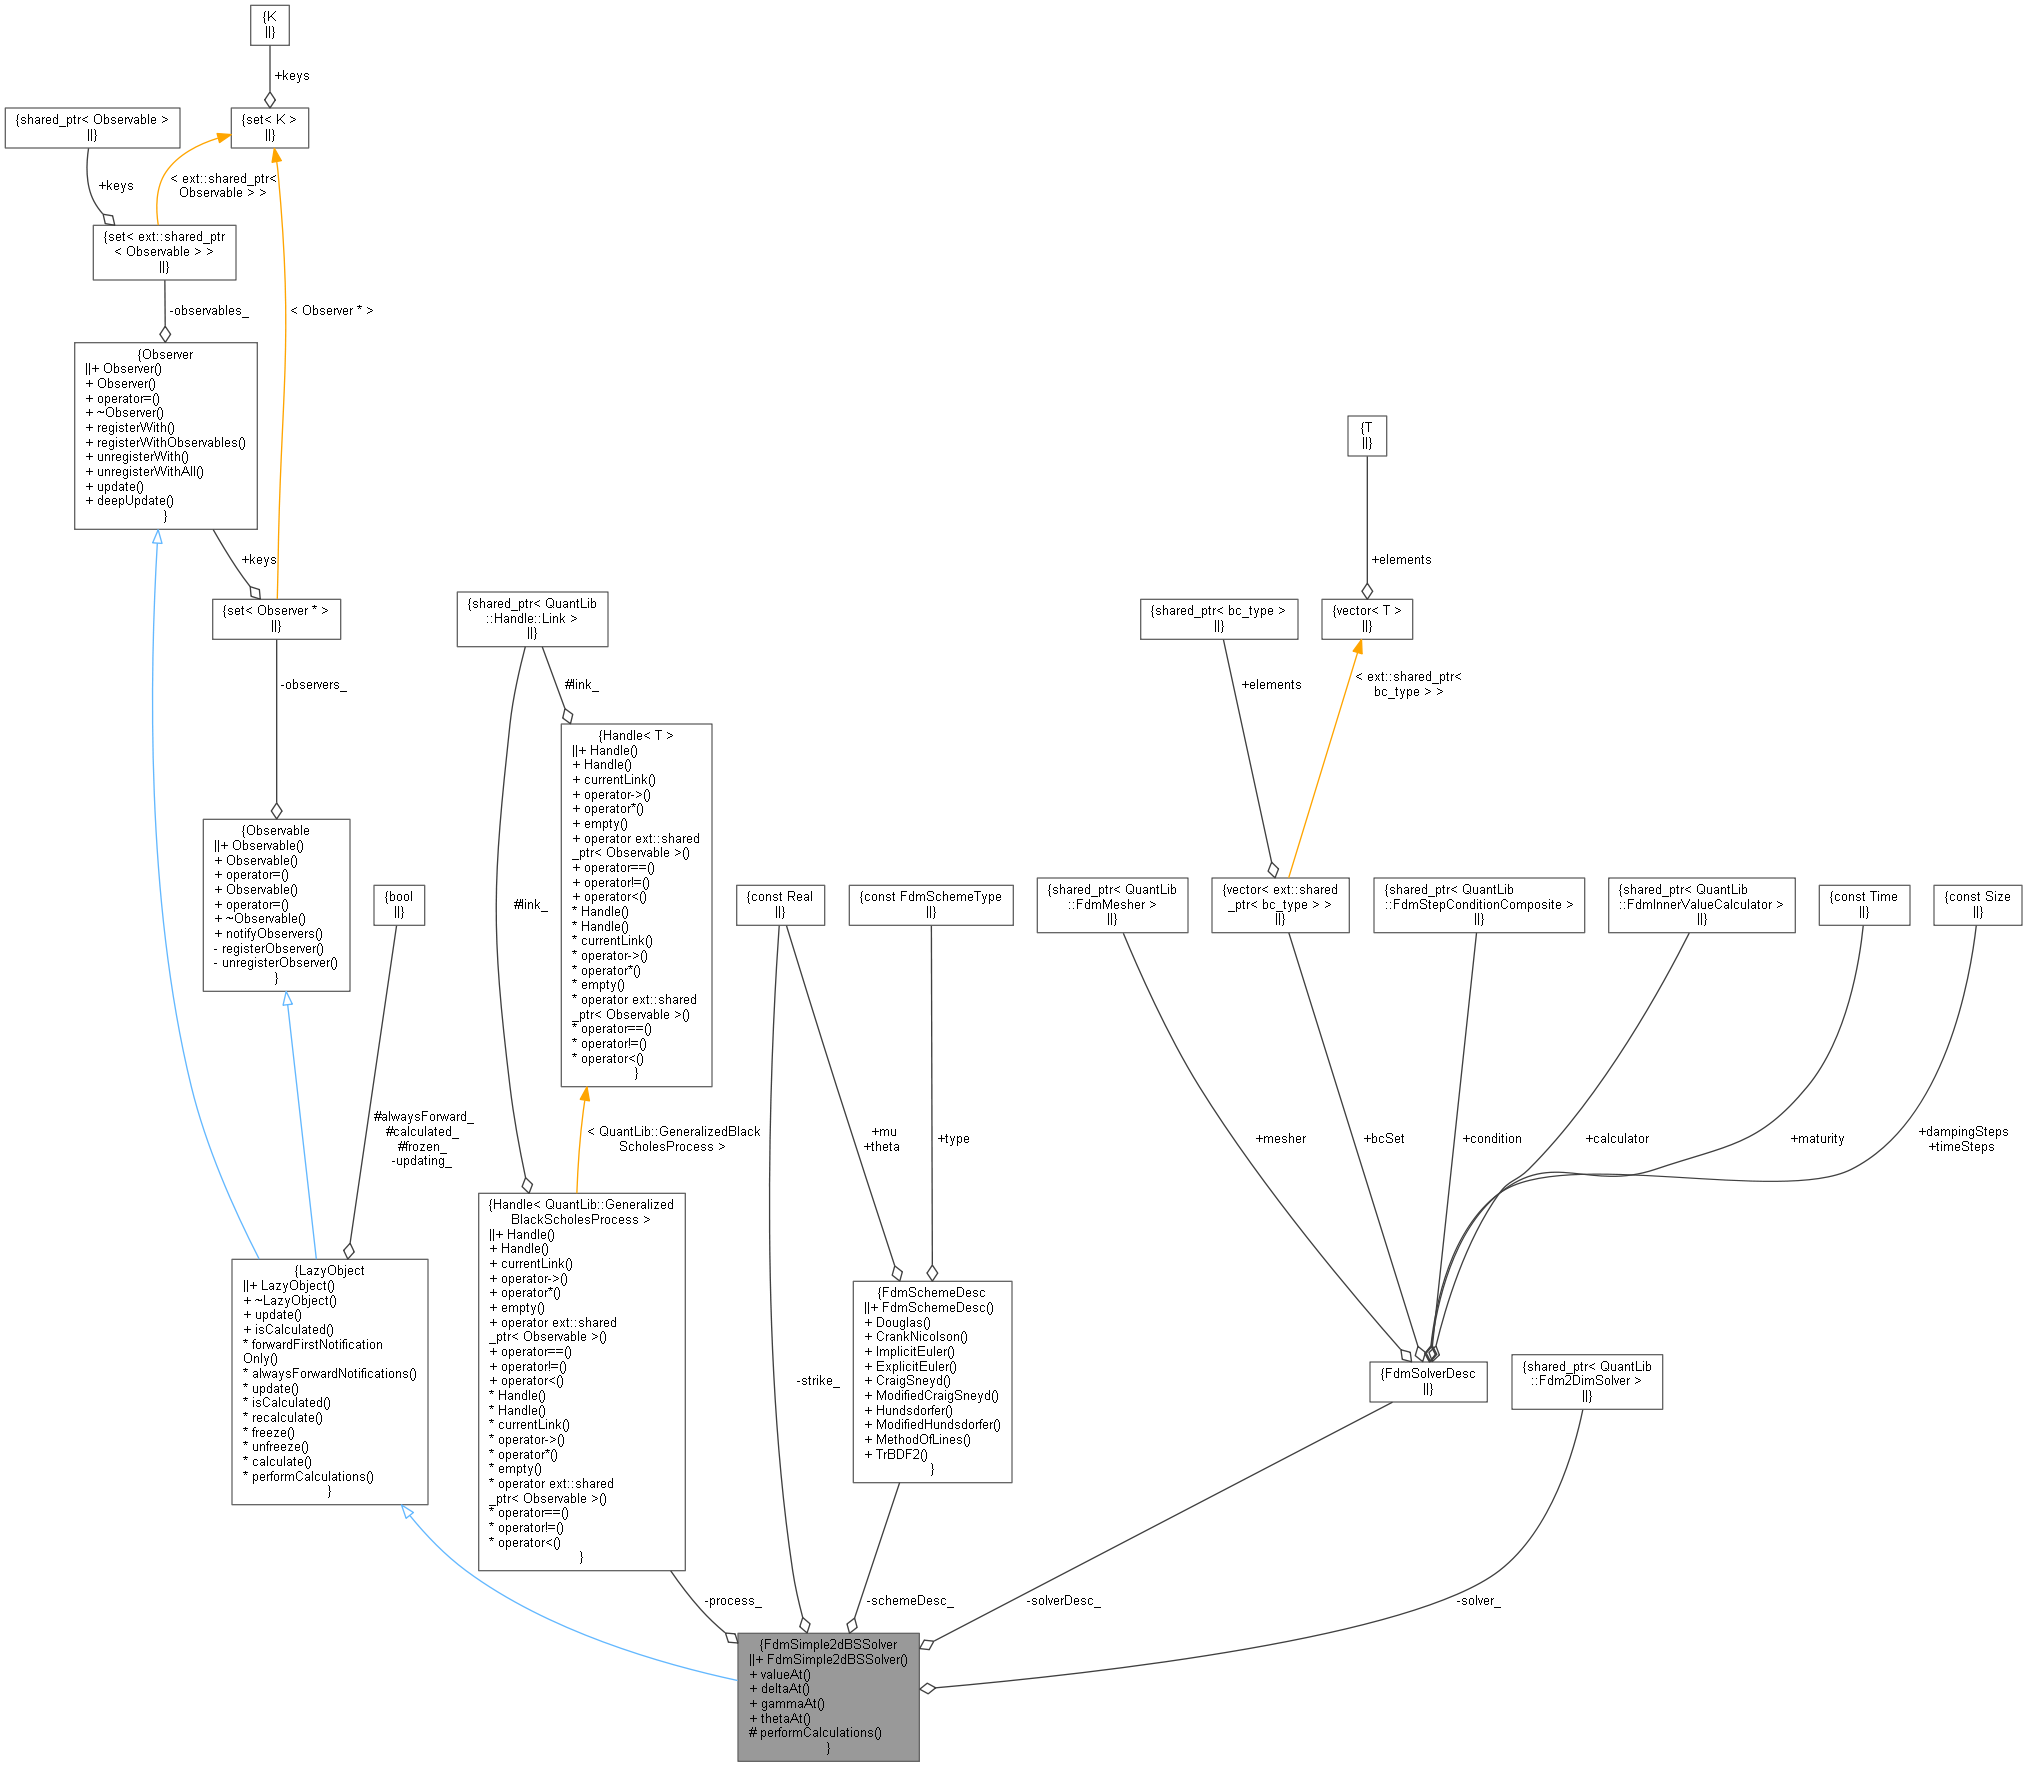 {K
||}
+keys
{shared_ptr< Observable >
||}
{set< K >
||}
+keys
< ext::shared_ptr<
Observable > >
{set< ext::shared_ptr
< Observable > >
||}
-observables_
< Observer * >
{Observer
||+ Observer()
+ Observer()
+ operator=()
+ ~Observer()
+ registerWith()
+ registerWithObservables()
+ unregisterWith()
+ unregisterWithAll()
+ update()
+ deepUpdate()
}
+keys
{set< Observer * >
||}
-observers_
{Observable
||+ Observable()
+ Observable()
+ operator=()
+ Observable()
+ operator=()
+ ~Observable()
+ notifyObservers()
- registerObserver()
- unregisterObserver()
}
{bool
||}
#alwaysForward_
#calculated_
#frozen_
-updating_
{LazyObject
||+ LazyObject()
+ ~LazyObject()
+ update()
+ isCalculated()
* forwardFirstNotification
Only()
* alwaysForwardNotifications()
* update()
* isCalculated()
* recalculate()
* freeze()
* unfreeze()
* calculate()
* performCalculations()
}
{shared_ptr< QuantLib
::Handle::Link >
||}
#link_
#link_
{Handle< T >
||+ Handle()
+ Handle()
+ currentLink()
+ operator->()
+ operator*()
+ empty()
+ operator ext::shared
_ptr< Observable >()
+ operator==()
+ operator!=()
+ operator<()
* Handle()
* Handle()
* currentLink()
* operator->()
* operator*()
* empty()
* operator ext::shared
_ptr< Observable >()
* operator==()
* operator!=()
* operator<()
}
< QuantLib::GeneralizedBlack
ScholesProcess >
{Handle< QuantLib::Generalized
BlackScholesProcess >
||+ Handle()
+ Handle()
+ currentLink()
+ operator->()
+ operator*()
+ empty()
+ operator ext::shared
_ptr< Observable >()
+ operator==()
+ operator!=()
+ operator<()
* Handle()
* Handle()
* currentLink()
* operator->()
* operator*()
* empty()
* operator ext::shared
_ptr< Observable >()
* operator==()
* operator!=()
* operator<()
}
-process_
{const Real
||}
-strike_
+mu
+theta
{const FdmSchemeType
||}
+type
{FdmSchemeDesc
||+ FdmSchemeDesc()
+ Douglas()
+ CrankNicolson()
+ ImplicitEuler()
+ ExplicitEuler()
+ CraigSneyd()
+ ModifiedCraigSneyd()
+ Hundsdorfer()
+ ModifiedHundsdorfer()
+ MethodOfLines()
+ TrBDF2()
}
-schemeDesc_
{T
||}
+elements
{shared_ptr< bc_type >
||}
{vector< T >
||}
+elements
< ext::shared_ptr<
bc_type > >
{shared_ptr< QuantLib
::FdmMesher >
||}
{vector< ext::shared
_ptr< bc_type > >
||}
{shared_ptr< QuantLib
::FdmStepConditionComposite >
||}
{shared_ptr< QuantLib
::FdmInnerValueCalculator >
||}
{const Time
||}
{const Size
||}
+mesher
+bcSet
+condition
+calculator
+maturity
+dampingSteps
+timeSteps
{FdmSolverDesc
||}
{shared_ptr< QuantLib
::Fdm2DimSolver >
||}
-solverDesc_
-solver_
{FdmSimple2dBSSolver
||+ FdmSimple2dBSSolver()
+ valueAt()
+ deltaAt()
+ gammaAt()
+ thetaAt()
# performCalculations()
}